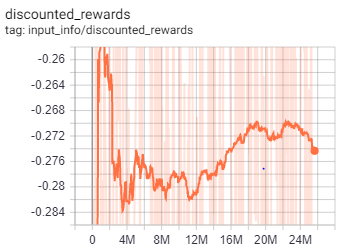 discounted_rewards
tag: input_info/discounted_rewards
-0.26
-0.264
-0.268
-0.272
-0.276
-0.28
-0.284
0 4M 8M 12M 16M 20M 24M